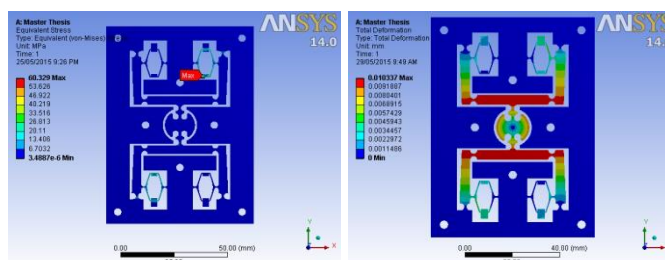 A: Master Thesis
Equivalent Stress
Type: Equivalent (von-Mises)
Unit: MPa
Time: 1
25/05/2015 9:26 PM
60.329 Max
53.626
46.922
40.219
33.516
26.813
20.11
13.406
6.7032
3.4887e-6 Min
ANSYS
14.0
Max
0.00
50.00 (mm)
Y
X
A: Master Thesis
Total Deformation
Type: Total Deformation
Unit: mm
Time: 1
29/05/2015 9:49 AM
0.010337 Max
0.0091887
0.0080401
0.0068915
0.0057429
0.0045943
0.0034457
0.0022972
0.0011486
0 Min
ANSYS
14.0
0.00
40.00 (mm)
Y
X